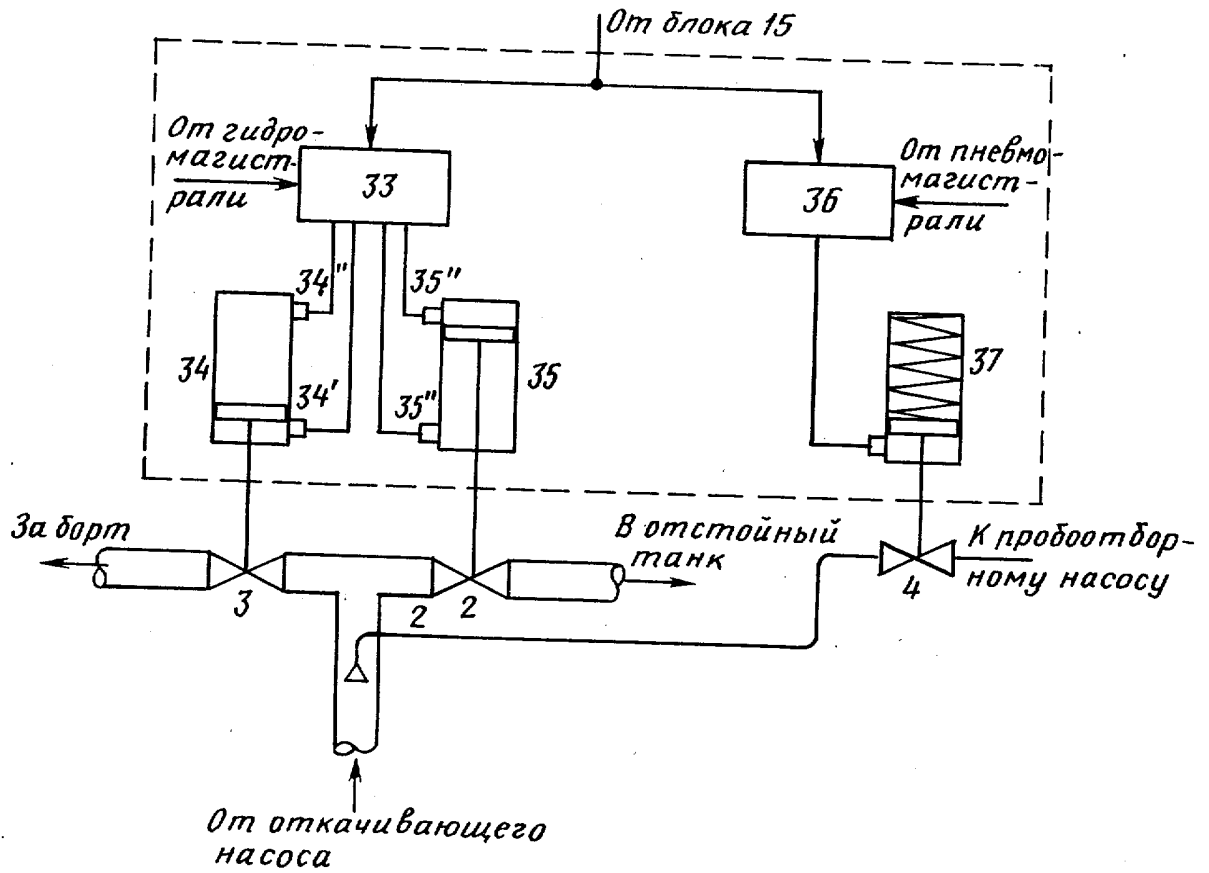 От блока 15
От гидро-
магист-
рали
33
От пневмо-
магист-
рали
36
34"
35"
34
34'
35"
35
37
За борт
3
2
2
В отстойный
танк
4
К пробоотбор-
ному насосу
От откачивающего
насоса